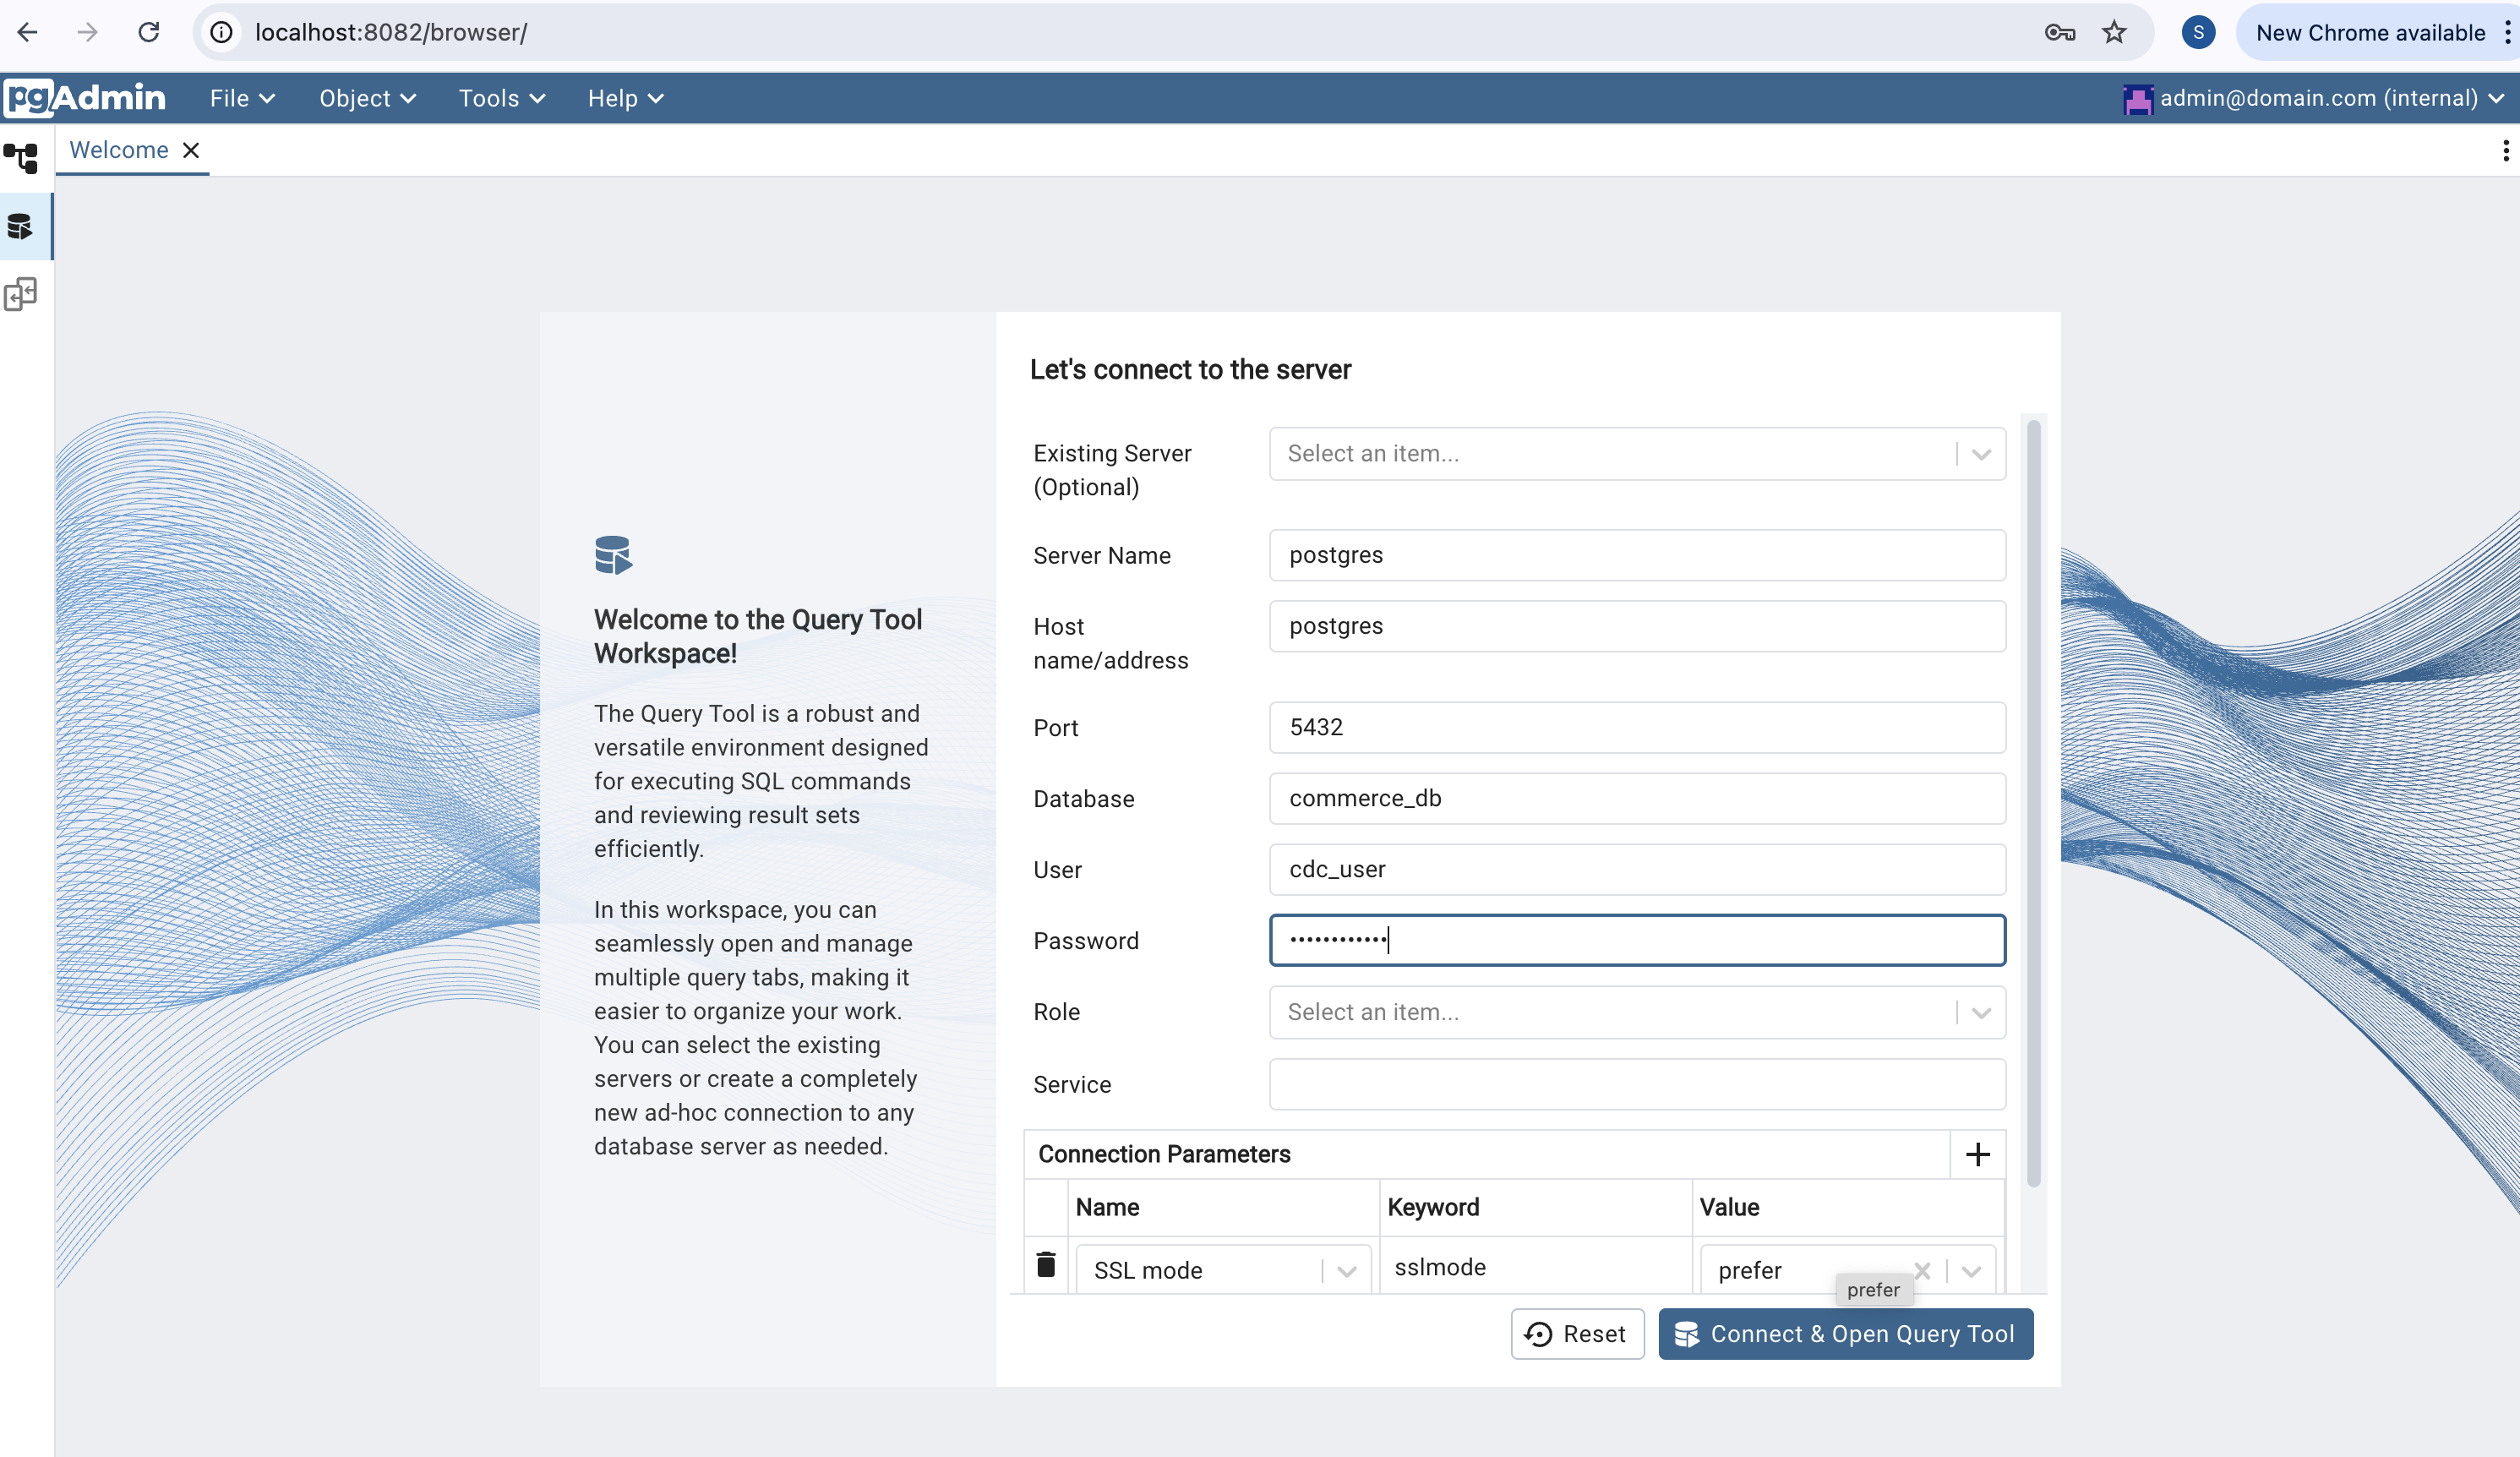 localhost:8082/browser/
S
New Chrome available
pgAdmin
File
Object
Tools
Help
admin@domain.com (internal)
Welcome
Welcome to the Query Tool
Workspace!
The Query Tool is a robust and
versatile environment designed
for executing SQL commands
and reviewing result sets
efficiently.
In this workspace, you can
seamlessly open and manage
multiple query tabs, making it
easier to organize your work.
You can select the existing
servers or create a completely
new ad-hoc connection to any
database server as needed.
Let's connect to the server
Existing Server
(Optional)
Select an item...
Server Name
postgres
Host
name/address
postgres
Port
5432
Database
commerce_db
User
cdc_user
Password
••••••••••••
Role
Select an item...
Service
Connection Parameters
Name
Keyword
Value
SSL mode
sslmode
prefer
prefer
Reset
Connect & Open Query Tool